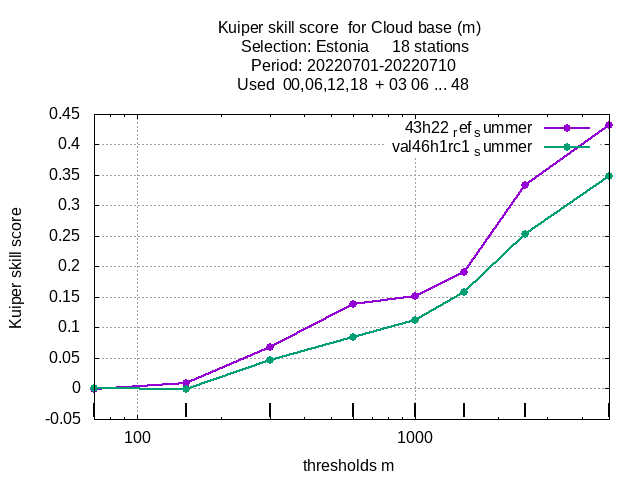 Kuiper skill score  for Cloud base (m)
Selection: Estonia     18 stations
Period: 20220701-20220710
Used  00,06,12,18  + 03 06 ... 48
43h22 ref summer
val46h1rc1 summer
0.45
0.4
0.35
0.3
0.25
0.2
0.15
0.1
0.05
0
-0.05
Kuiper skill score
100
1000
thresholds m